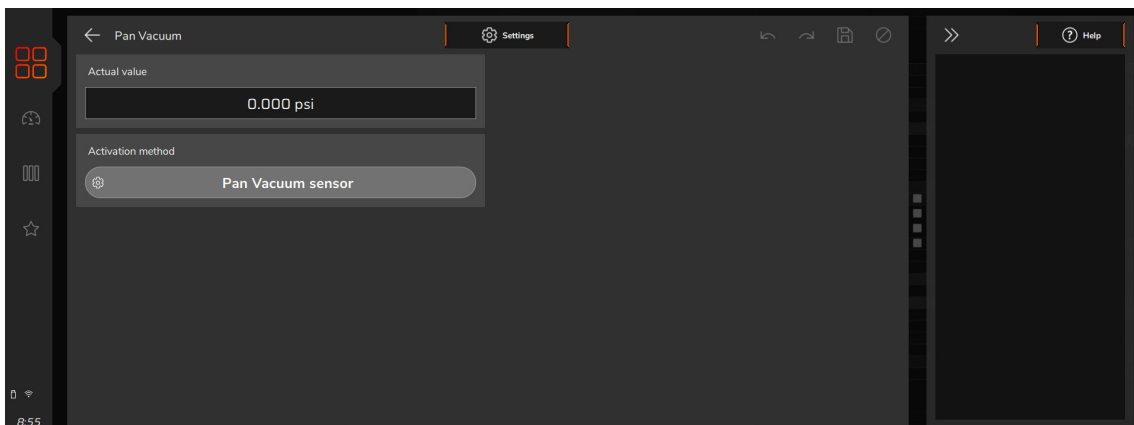 Pan Vacuum
Settings
Help
Actual value
0.000 psi
Activation method
Pan Vacuum sensor
8:55